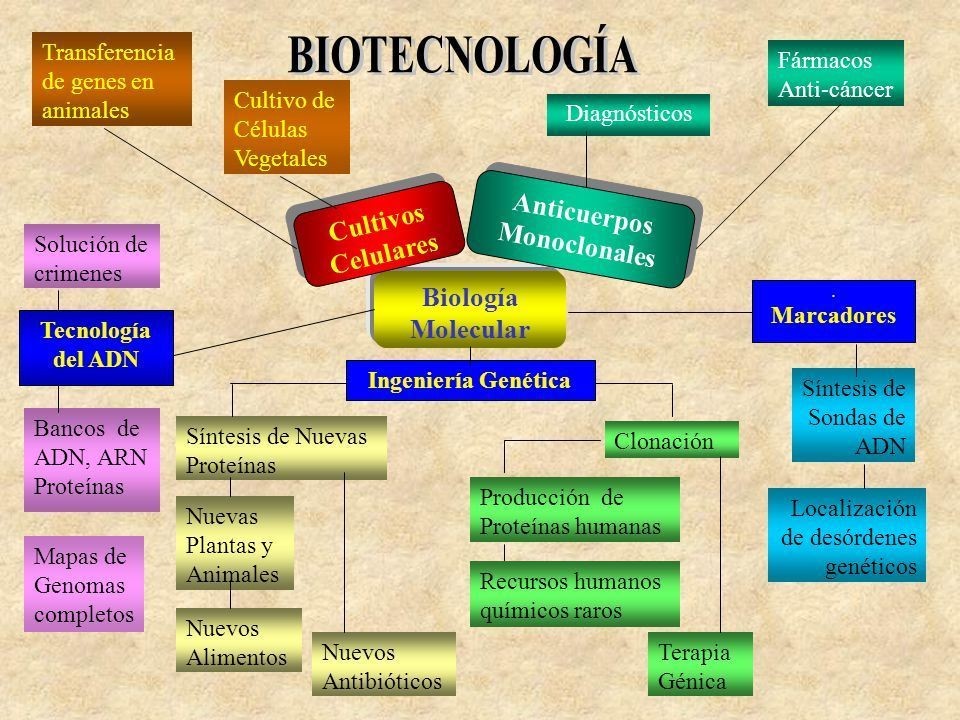 BIOTECNOLOGÍA
Transferencia
de genes en
animales
Cultivo de
Células
Vegetales
Diagnósticos
Fármacos
Anti-cáncer
Cultivos
Celulares
Anticuerpos
Monoclonales
Solución de
crimenes
Biología
Molecular
.
Marcadores
Tecnología
del ADN
Ingeniería Genética
Síntesis de
Sondas de
ADN
Bancos de
ADN, ARN
Proteínas
Síntesis de Nuevas
Proteínas
Clonación
Producción de
Proteínas humanas
Localización
de desórdenes
genéticos
Nuevas
Plantas y
Animales
Mapas de
Genomas
completos
Recursos humanos
químicos raros
Nuevos
Alimentos
Nuevos
Antibióticos
Terapia
Génica